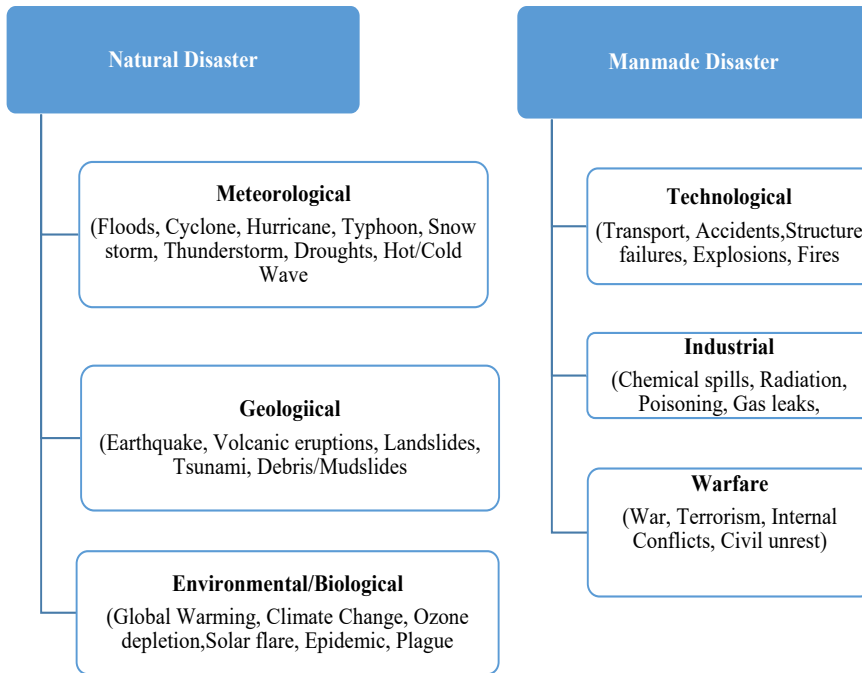 Natural Disaster
Meteorological
(Floods, Cyclone, Hurricane, Typhoon, Snow
storm, Thunderstorm, Droughts, Hot/Cold
Wave
Geologiical
(Earthquake, Volcanic eruptions, Landslides,
Tsunami, Debris/Mudslides
Environmental/Biological
(Global Warming, Climate Change, Ozone
depletion,Solar flare, Epidemic, Plague
Manmade Disaster
Technological
(Transport, Accidents,Structure
failures, Explosions, Fires
Industrial
(Chemical spills, Radiation,
Poisoning, Gas leaks,
Warfare
(War, Terrorism, Internal
Conflicts, Civil unrest)